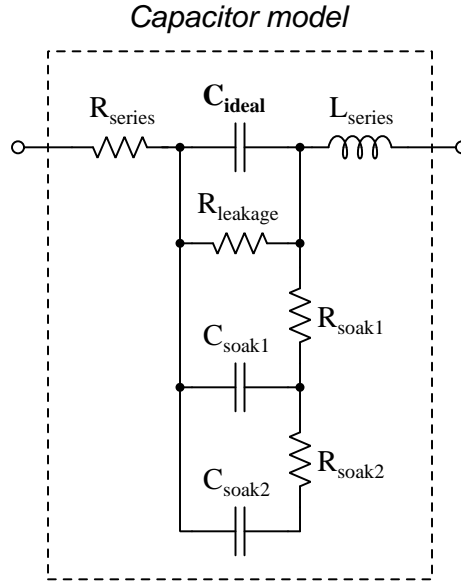 Capacitor model
R_series
C_ideal
L_series
R_leakage
R_soak1
C_soak1
R_soak2
C_soak2